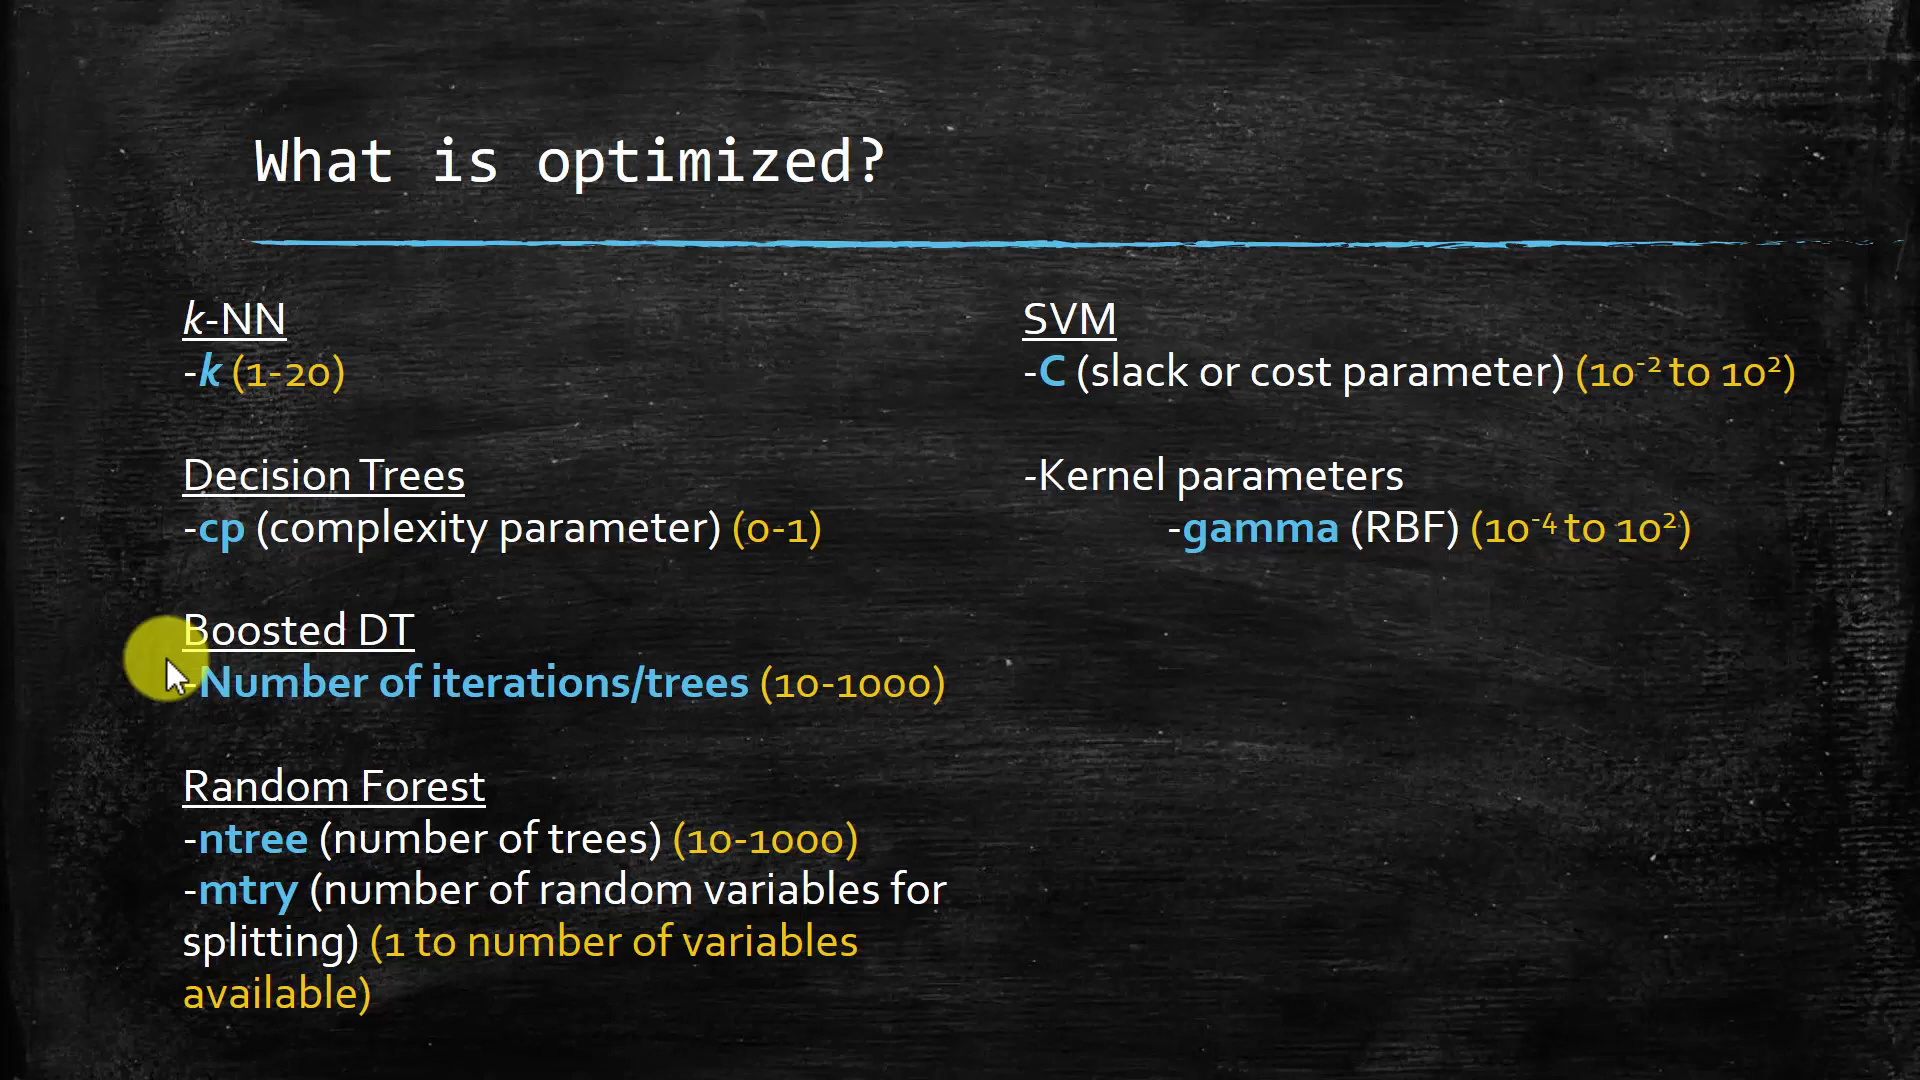 What is optimized?
k-NN
-k (1-20)
Decision Trees
-cp (complexity parameter) (0-1)
Boosted DT
-Number of iterations/trees (10-1000)
Random Forest
-ntree (number of trees) (10-1000)
-mtry (number of random variables for
splitting) (1 to number of variables
available)
SVM
-C (slack or cost parameter) (10⁻² to 10²)
-Kernel parameters
-gamma (RBF) (10⁻⁴ to 10²)